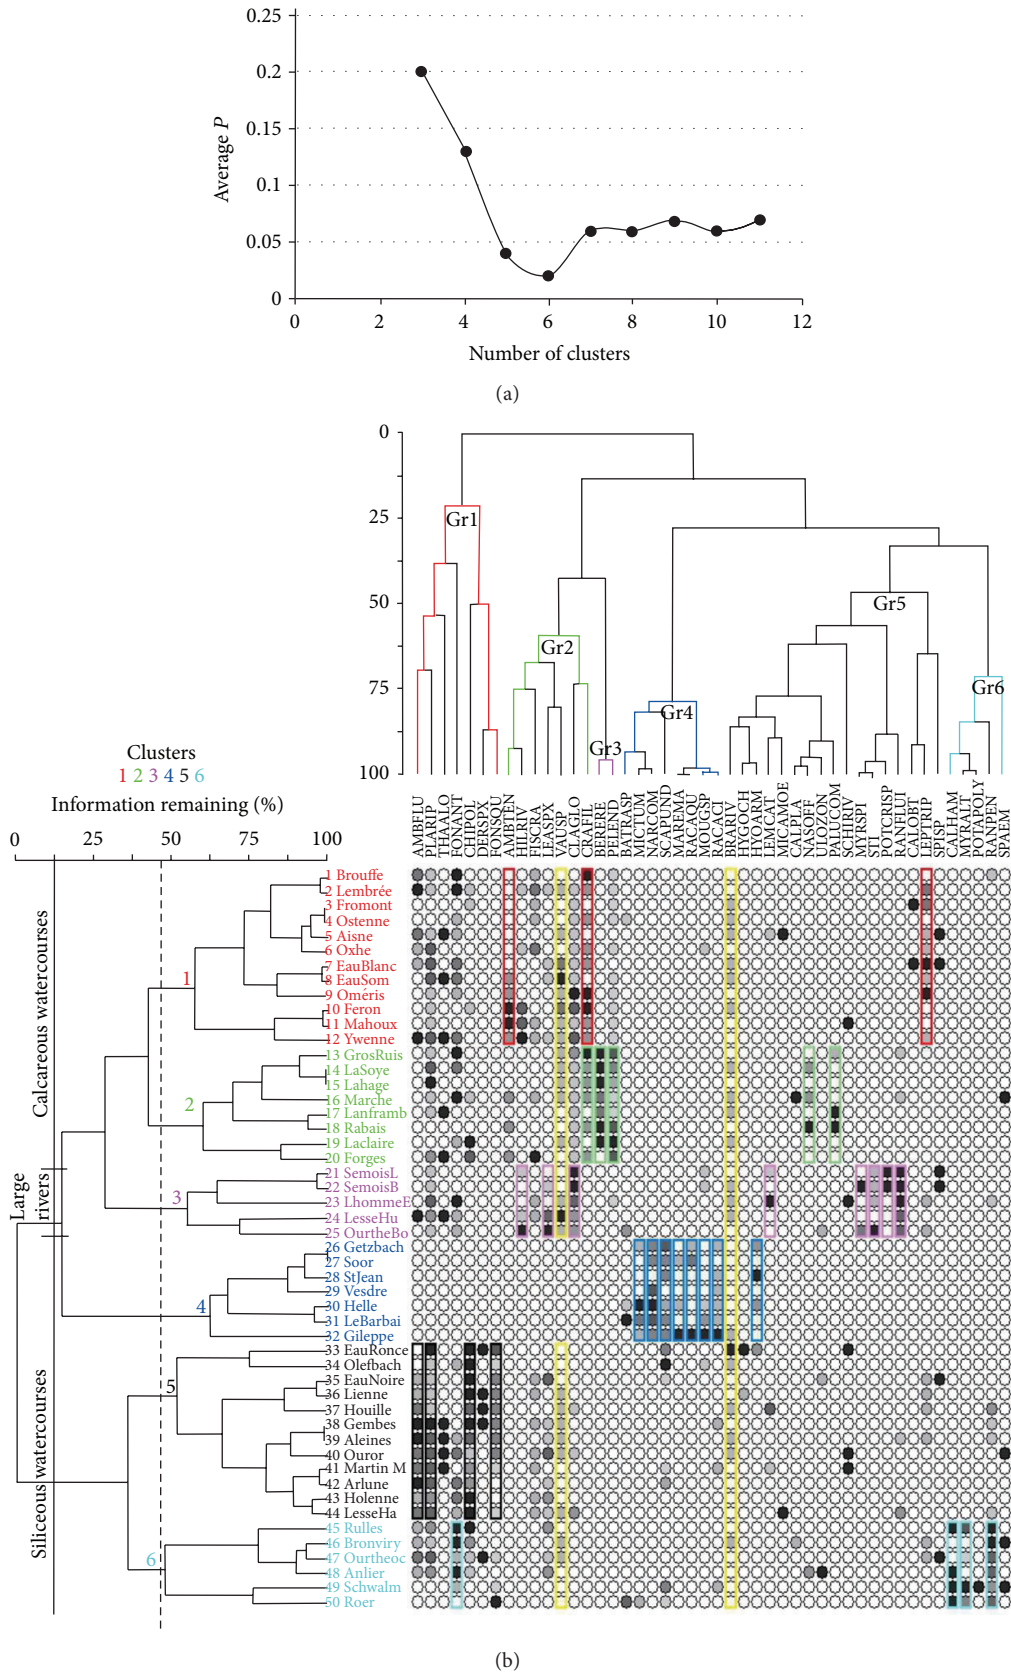 0.25
0.2
0.15
0.1
0.05
0
Average P
0 2 4 6 8 10 12
Number of clusters
(a)
0
25
50
75
100
Gr1
Gr2
Gr3
Gr4
Gr5
Gr6
Clusters
1 2 3 4 5 6
Information remaining (%)
0 25 50 75 100
AMBFLU
PLARIP
THAALO
FONANT
CHIPOL
DERSPX
FONSQU
AMBTEN
HILRIV
FISCRA
LEASPX
VAUSP
CLAGLO
CRAFIL
BERERE
PELEND
BATRASP
MICTUM
NARCOM
SCAPUND
MAREMA
RACAQU
MOUGSP
RACACI
BRARIV
HYGOCH
HYOARM
LEMCAT
MICAMOE
CALPLA
NASOFF
ULOZON
PALUCOM
SCHIRIV
MYRSPI
STI
POTCRISP
RANFLUI
CALOBT
LEPTRIP
SPISP
CALHAM
MYRALT
POTAPOLY
RANPEN
SPAEM
Calcareous watercourses
Large
rivers
Siliceous watercourses
1
2
3
4
5
6
1 Brouffe
2 Lembrée
3 Fromont
4 Ostenne
5 Aisne
6 Oxhe
7 EauBlanc
8 EauSom
9 Oméris
10 Feron
11 Mahoux
12 Ywenne
13 GrosRuis
14 LaSoye
15 Lahage
16 Marche
17 Lanframb
18 Rabais
19 Laclaire
20 Forges
21 SemoisL
22 SemoisB
23 LhommeE
24 LesseHu
25 OurtheBo
26 Getzbach
27 Soor
28 StJean
29 Vesdre
30 Helle
31 LeBarbai
32 Gileppe
33 EauRonce
34 Olefbach
35 EauNoire
36 Lienne
37 Houille
38 Gembes
39 Aleines
40 Ouror
41 Martin M
42 Arlune
43 Holenne
44 LesseHa
45 Rulles
46 Bronviry
47 Ourtheoc
48 Anlier
49 Schwalm
50 Roer
(b)